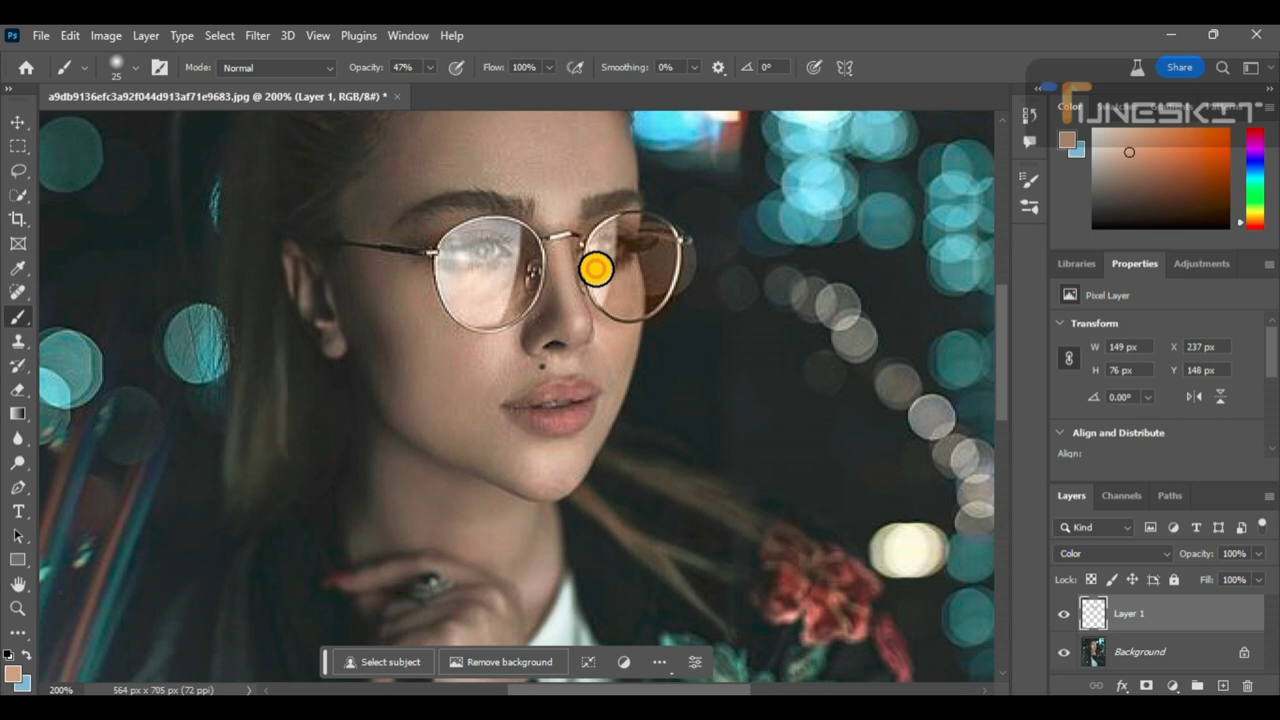 Ps File Edit Image Layer Type Select Filter 3D View Plugins Window Help
25 Mode: Normal Opacity: 47% Flow: 100% Smoothing: 0% 0° Share
a9db9136efc3a92f044d913af71e9683.jpg @ 200% (Layer 1, RGB/8#) *
Color
Libraries Properties Adjustments
Pixel Layer
Transform
W 149 px X 237 px
H 76 px Y 148 px
0.00°
Align and Distribute
Align:
Layers Channels Paths
Kind
Color Opacity: 100%
Lock: Fill: 100%
Layer 1
Background
Select subject Remove background
200% 564 px x 705 px (72 ppi)